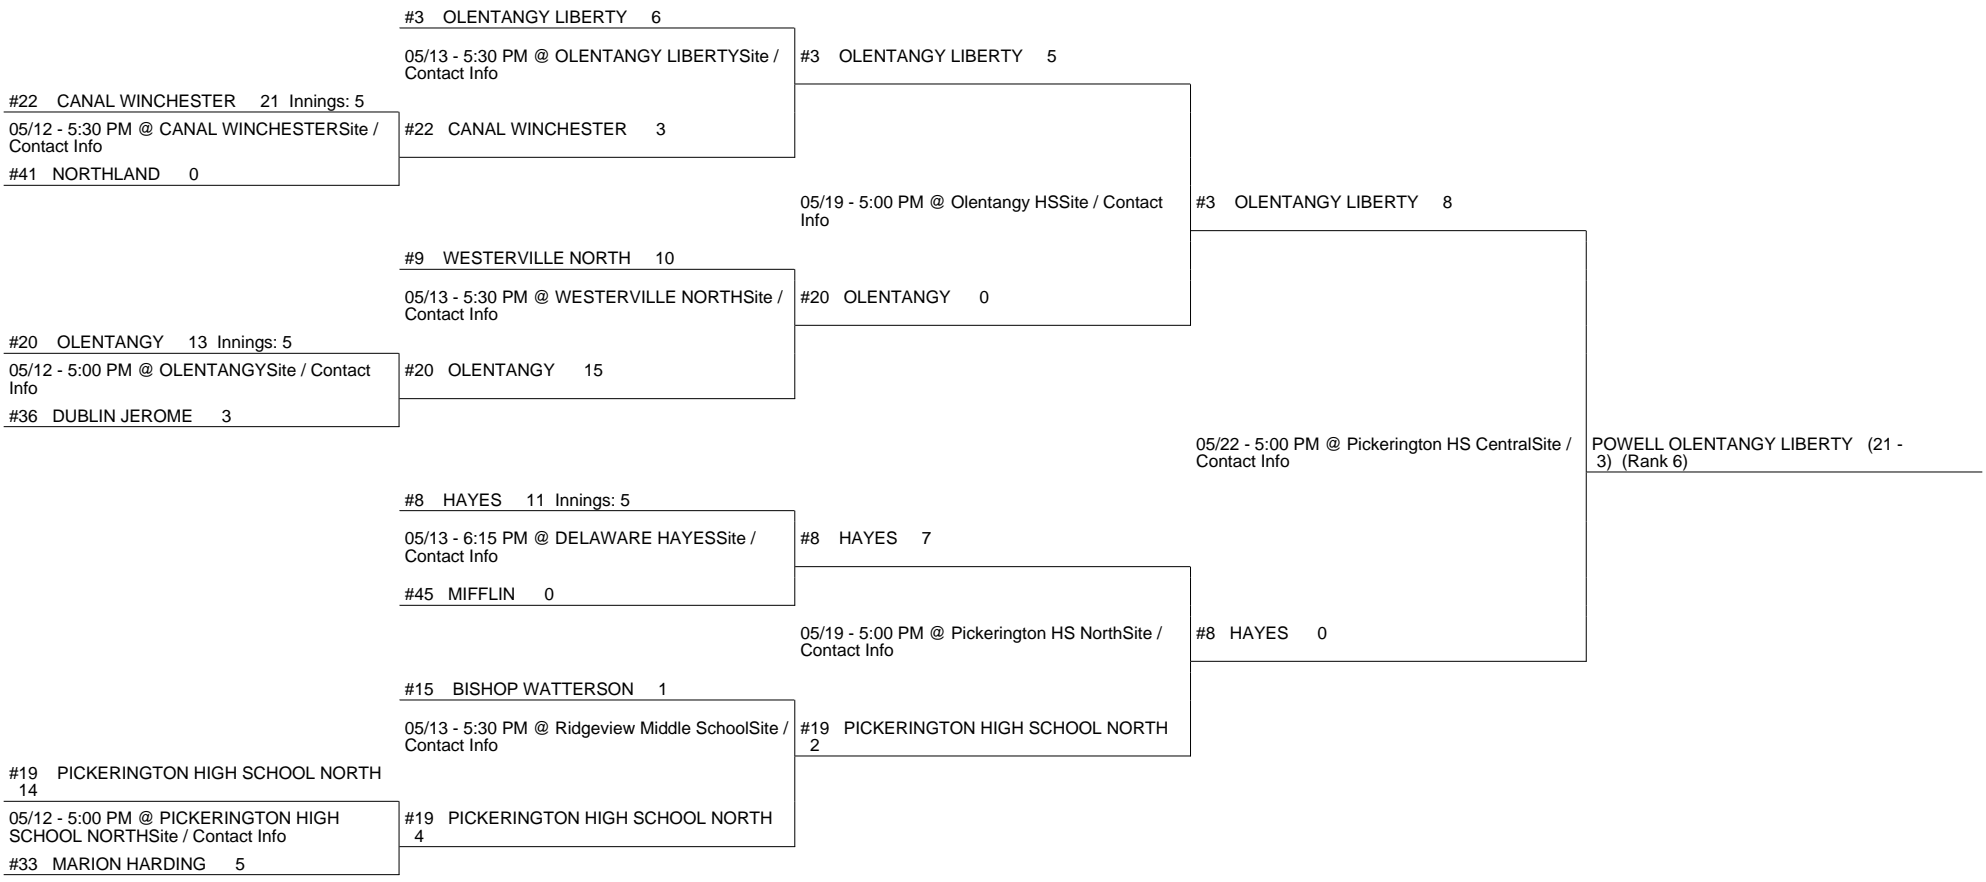 #3 OLENTANGY LIBERTY 6
05/13 - 5:30 PM @ OLENTANGY LIBERTYSite /
Contact Info
#3 OLENTANGY LIBERTY 5
#22 CANAL WINCHESTER 21 Innings: 5
05/12 - 5:30 PM @ CANAL WINCHESTERSite /
Contact Info
#22 CANAL WINCHESTER 3
#41 NORTHLAND 0
05/19 - 5:00 PM @ Olentangy HSSite / Contact
Info
#3 OLENTANGY LIBERTY 8
#9 WESTERVILLE NORTH 10
05/13 - 5:30 PM @ WESTERVILLE NORTHSite /
Contact Info
#20 OLENTANGY 0
#20 OLENTANGY 13 Innings: 5
05/12 - 5:00 PM @ OLENTANGYSite / Contact
Info
#20 OLENTANGY 15
#36 DUBLIN JEROME 3
05/22 - 5:00 PM @ Pickerington HS CentralSite /
Contact Info
POWELL OLENTANGY LIBERTY (21 -
3) (Rank 6)
#8 HAYES 11 Innings: 5
05/13 - 6:15 PM @ DELAWARE HAYESSite /
Contact Info
#8 HAYES 7
#45 MIFFLIN 0
05/19 - 5:00 PM @ Pickerington HS NorthSite /
Contact Info
#8 HAYES 0
#15 BISHOP WATTERSON 1
05/13 - 5:30 PM @ Ridgeview Middle SchoolSite /
Contact Info
#19 PICKERINGTON HIGH SCHOOL NORTH
2
#19 PICKERINGTON HIGH SCHOOL NORTH
14
05/12 - 5:00 PM @ PICKERINGTON HIGH
SCHOOL NORTHSite / Contact Info
#19 PICKERINGTON HIGH SCHOOL NORTH
4
#33 MARION HARDING 5